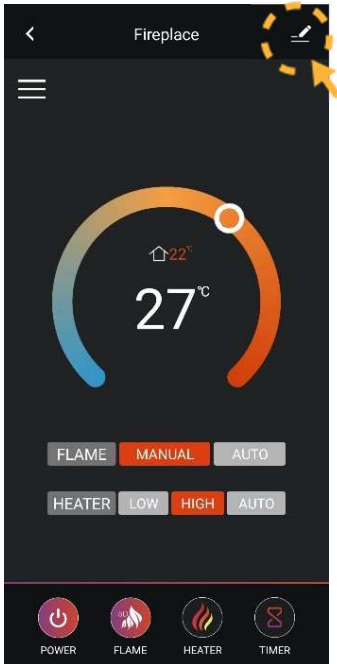 Fireplace
22°C
27°C
FLAME MANUAL AUTO
HEATER LOW HIGH AUTO
POWER FLAME HEATER TIMER